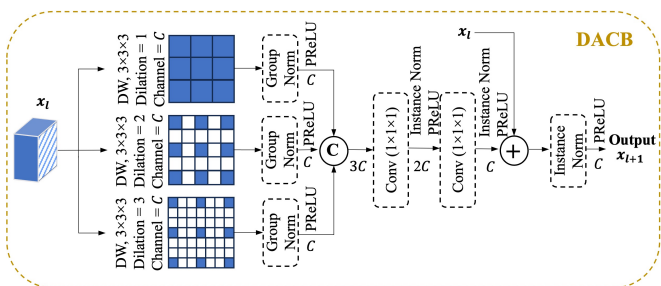 DACB
x_l
x_l
DW, 3×3×3
Dilation = 1
Channel = C
Group
Norm
PReLU
C
DW, 3×3×3
Dilation = 2
Channel = C
Group
Norm
PReLU
C
DW, 3×3×3
Dilation = 3
Channel = C
Group
Norm
PReLU
C
C
3C
Conv (1×1×1)
Instance Norm
PReLU
2C
Conv (1×1×1)
Instance Norm
PReLU
C
+
Instance
Norm
PReLU
C
Output
x_{l+1}